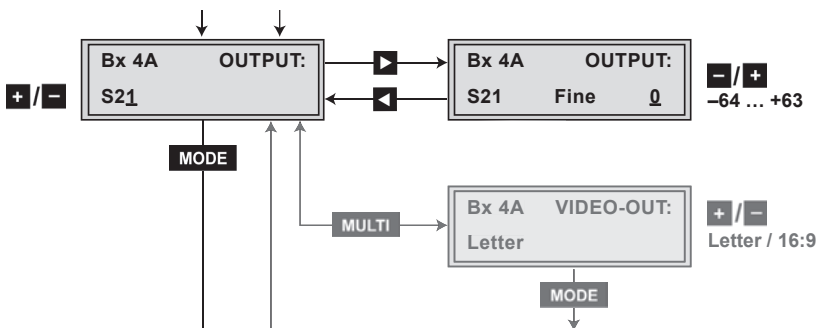 Bx 4A OUTPUT:
S21
+/−
▶
◀
Bx 4A OUTPUT:
S21 Fine 0
−/+
–64 … +63
MODE
MULTI
Bx 4A VIDEO-OUT:
Letter
+/−
Letter / 16:9
MODE